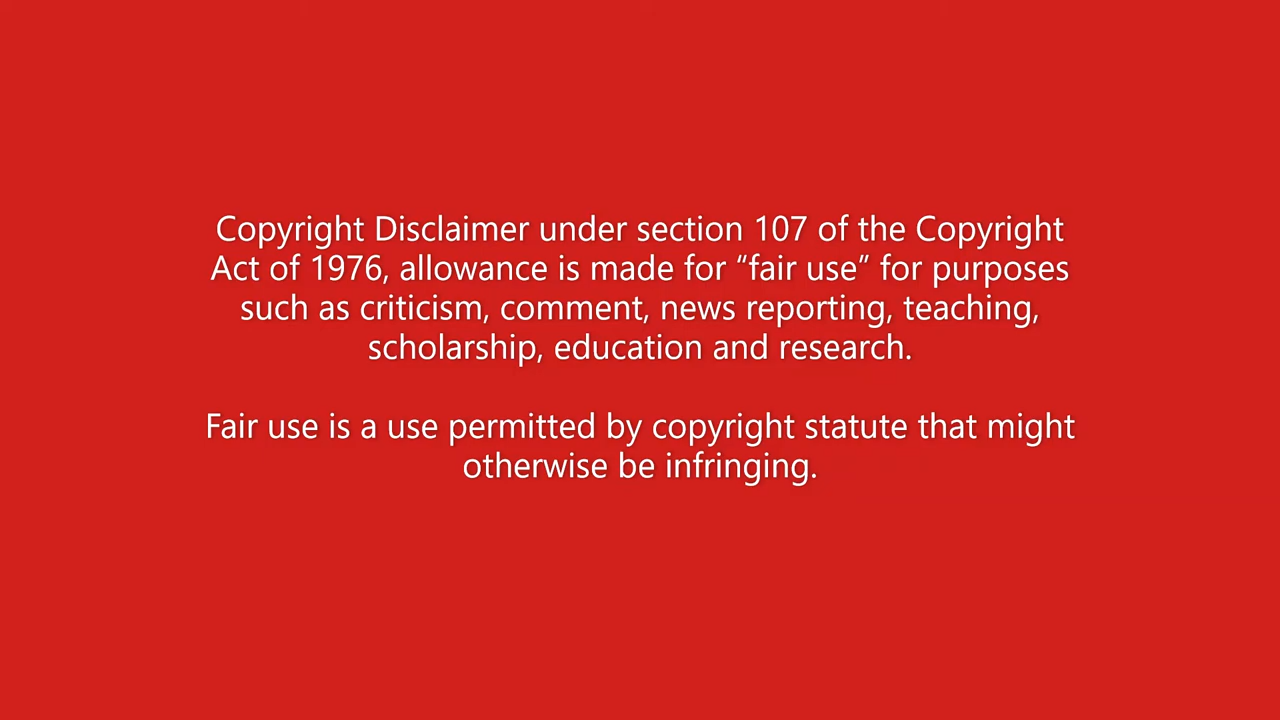 Copyright Disclaimer under section 107 of the Copyright
Act of 1976, allowance is made for “fair use” for purposes
such as criticism, comment, news reporting, teaching,
scholarship, education and research.
Fair use is a use permitted by copyright statute that might
otherwise be infringing.